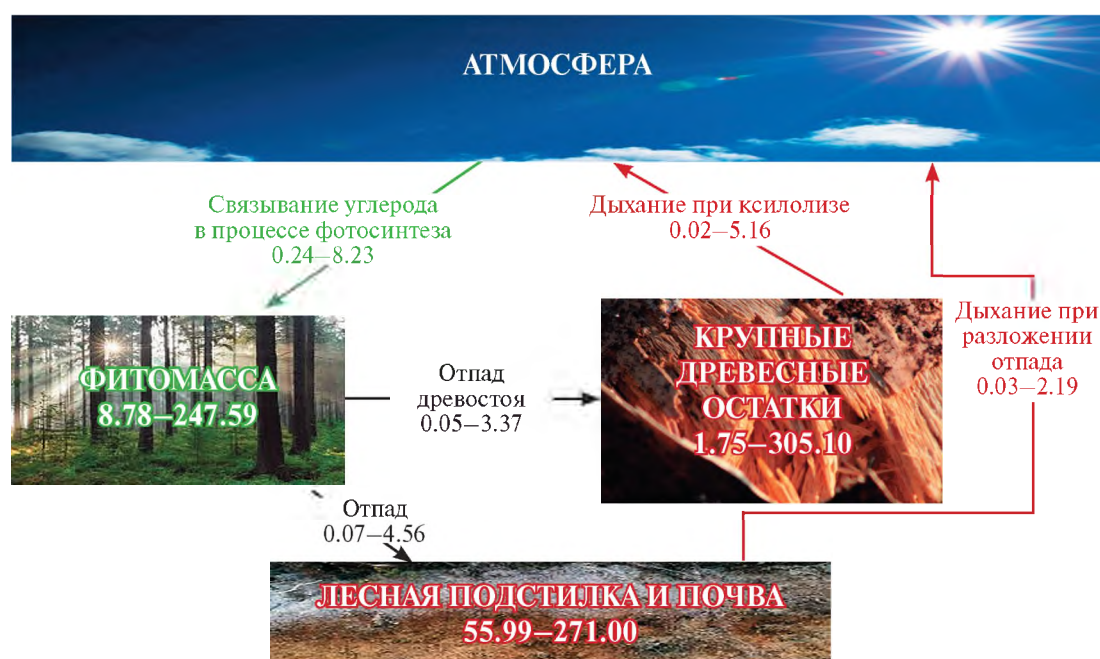 АТМОСФЕРА
Связывание углерода
в процессе фотосинтеза
0.24–8.23
Дыхание при ксилолизе
0.02–5.16
ФИТОМАССА
8.78–247.59
Отпад
древостоя
0.05–3.37
КРУПНЫЕ
ДРЕВЕСНЫЕ
ОСТАТКИ
1.75–305.10
Дыхание при
разложении
отпада
0.03–2.19
Отпад
0.07–4.56
ЛЕСНАЯ ПОДСТИЛКА И ПОЧВА
55.99–271.00